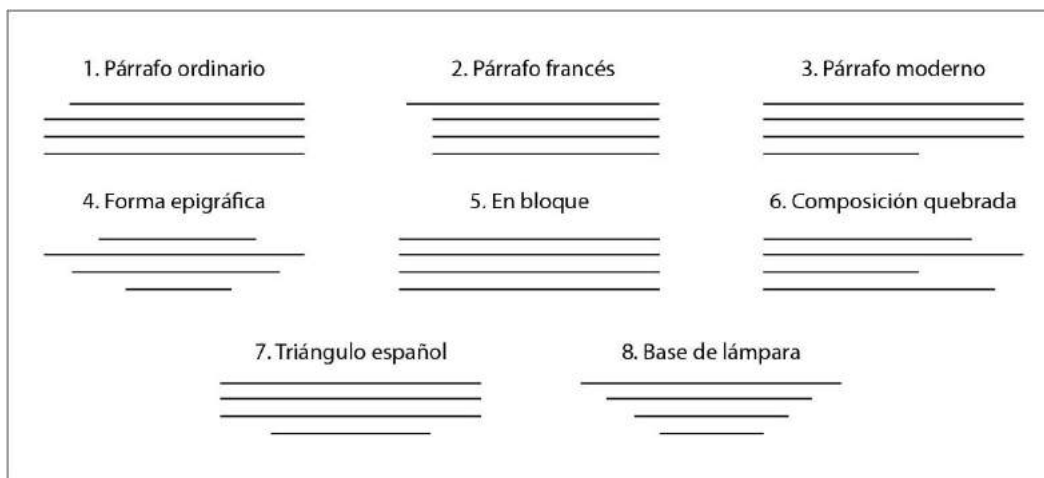 1. Párrafo ordinario
2. Párrafo francés
3. Párrafo moderno
4. Forma epigráfica
5. En bloque
6. Composición quebrada
7. Triángulo español
8. Base de lámpara